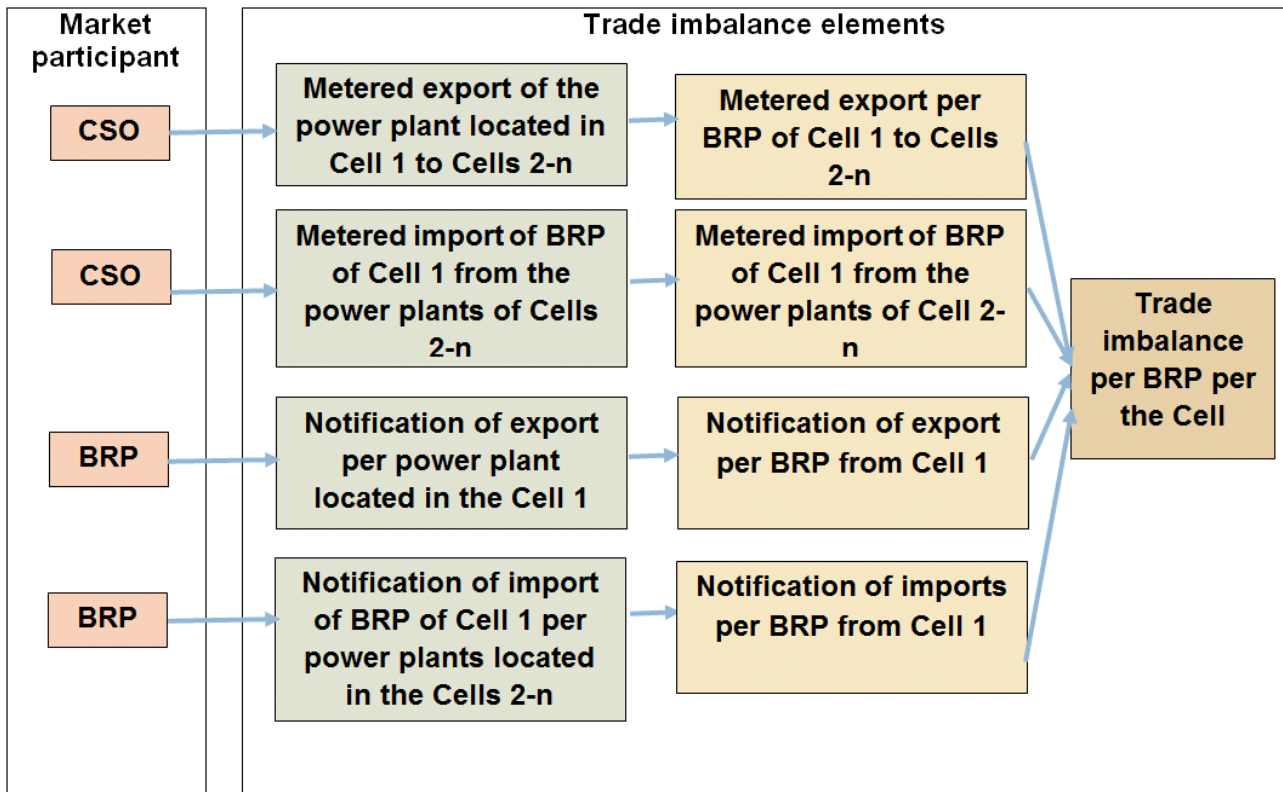 Market
participant
Trade imbalance elements
CSO
Metered export of the
power plant located in
Cell 1 to Cells 2-n
Metered export per
BRP of Cell 1 to Cells
2-n
CSO
Metered import of BRP
of Cell 1 from the
power plants of Cells
2-n
Metered import of BRP
of Cell 1 from the
power plants of Cell 2-
n
BRP
Notification of export
per power plant
located in the Cell 1
Notification of export
per BRP from Cell 1
BRP
Notification of import
of BRP of Cell 1 per
power plants located
in the Cells 2-n
Notification of imports
per BRP from Cell 1
Trade
imbalance
per BRP per
the Cell